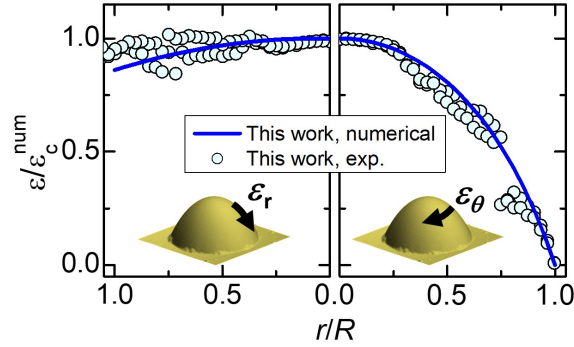 ε/ε_c^num
1.0
0.5
0.0
This work, numerical
This work, exp.
ε_r
ε_θ
1.0 0.5 0.0 0.5 1.0
r/R